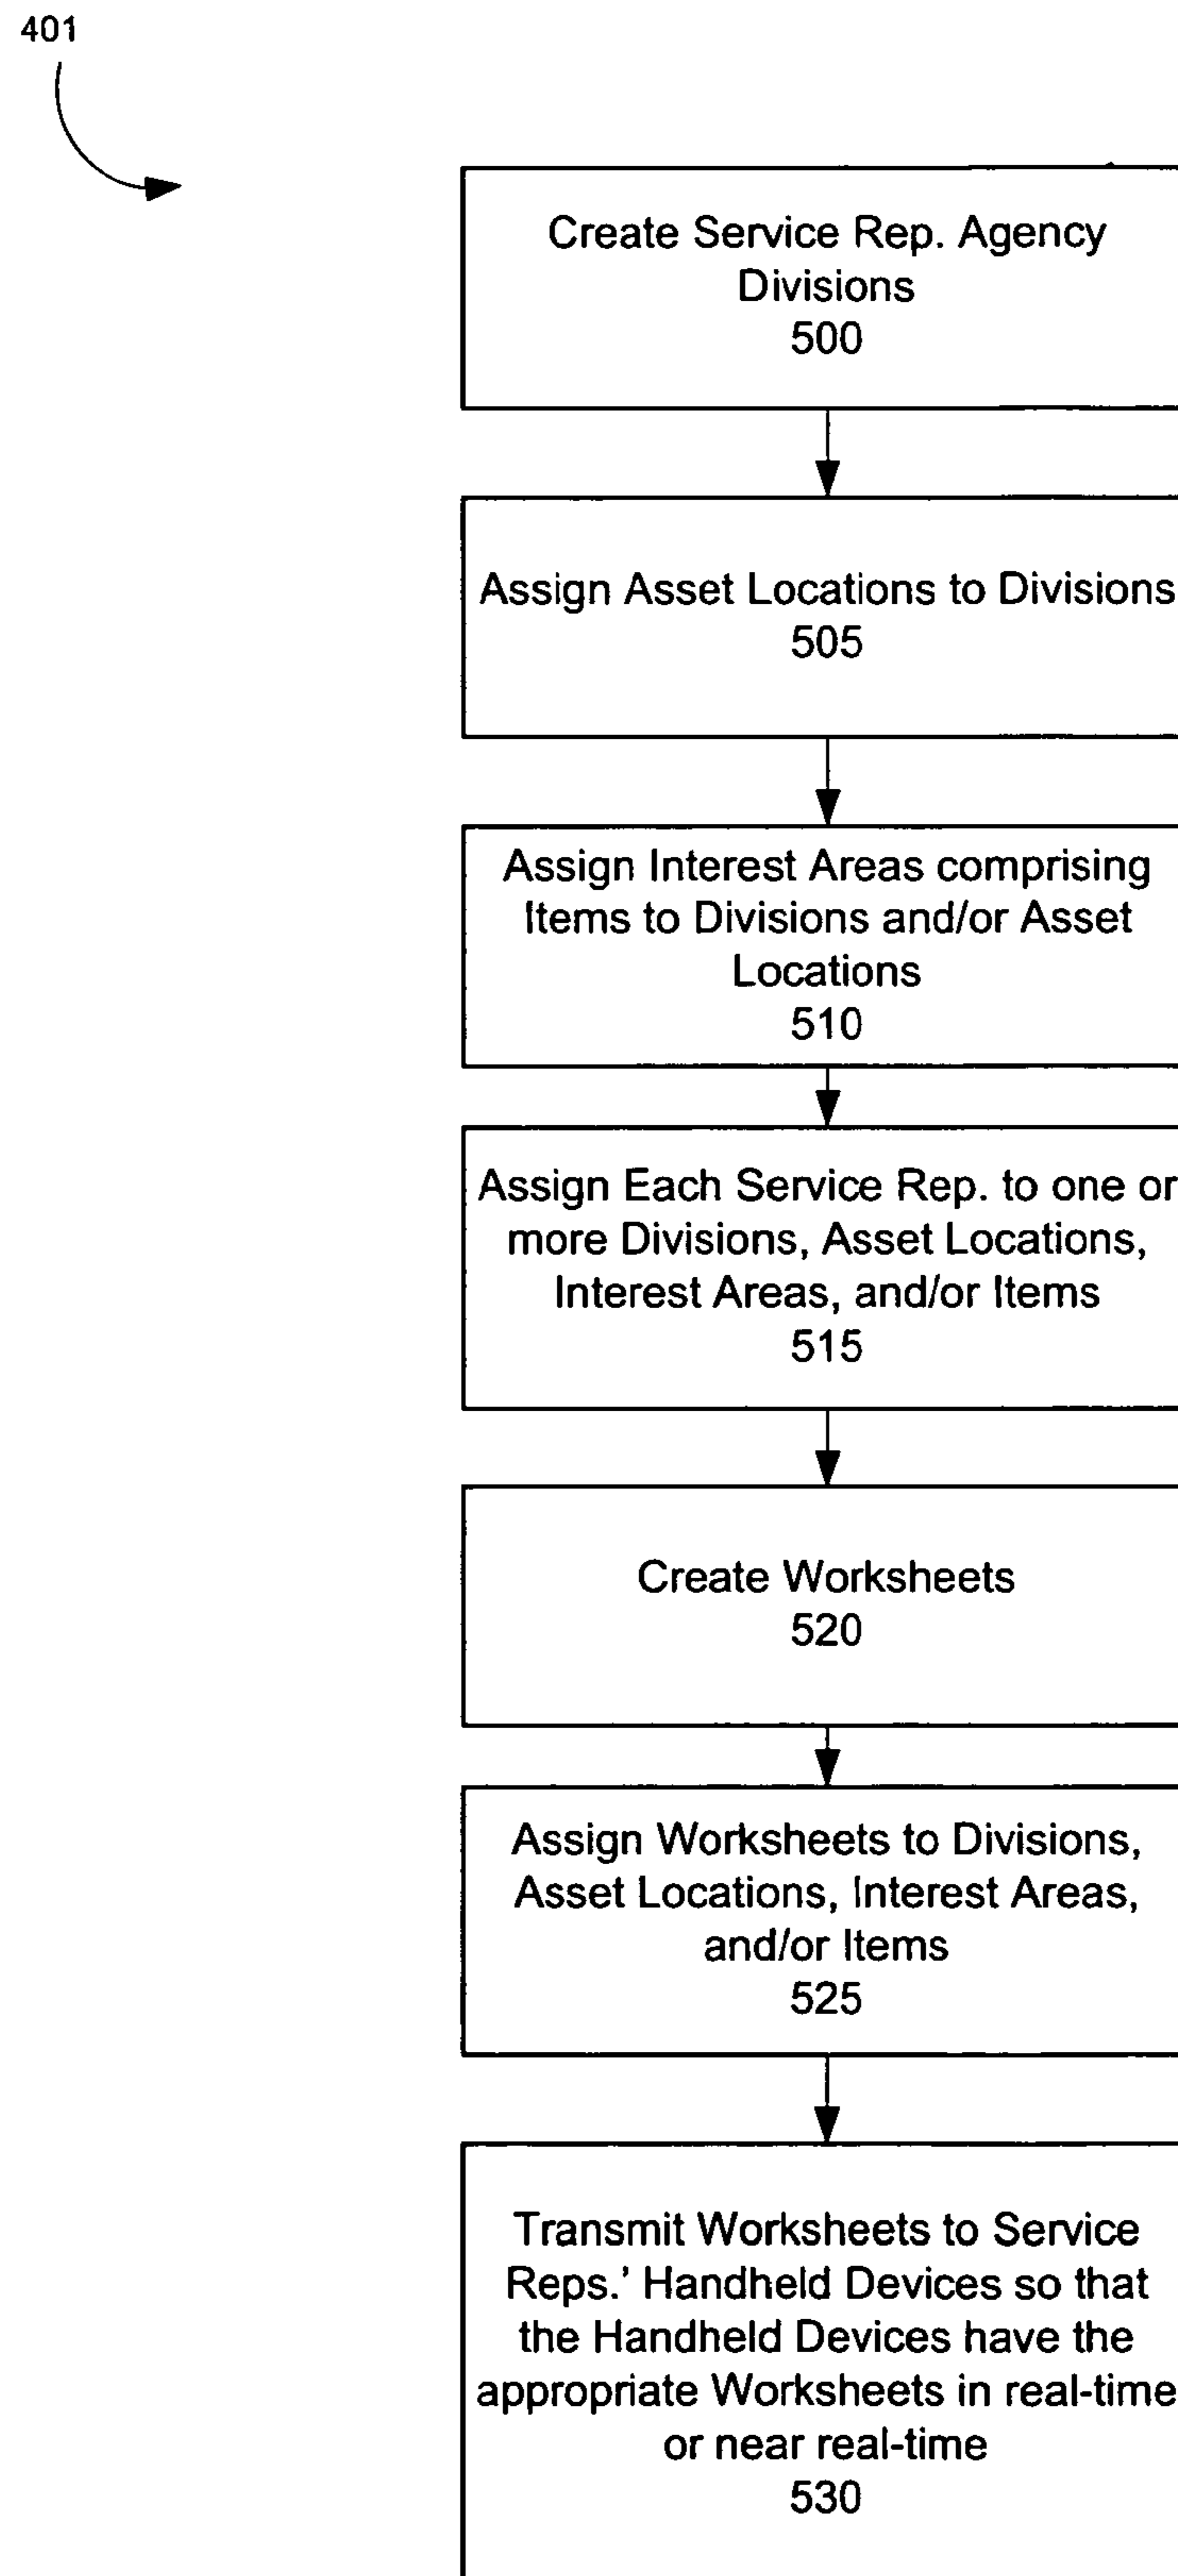 401
Create Service Rep. Agency
Divisions
500
Assign Asset Locations to Divisions
505
Assign Interest Areas comprising
Items to Divisions and/or Asset
Locations
510
Assign Each Service Rep. to one or
more Divisions, Asset Locations,
Interest Areas, and/or Items
515
Create Worksheets
520
Assign Worksheets to Divisions,
Asset Locations, Interest Areas,
and/or Items
525
Transmit Worksheets to Service
Reps.' Handheld Devices so that
the Handheld Devices have the
appropriate Worksheets in real-time
or near real-time
530